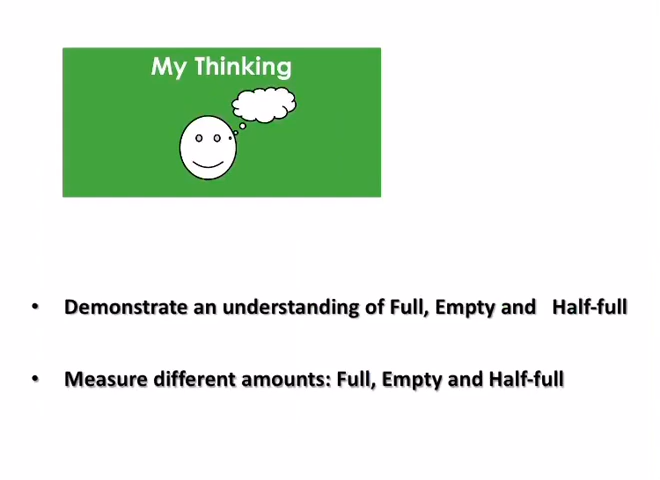 My Thinking
• Demonstrate an understanding of Full, Empty and Half-full
• Measure different amounts: Full, Empty and Half-full